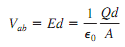 V_ab = Ed = 1/ϵ₀ Qd/A